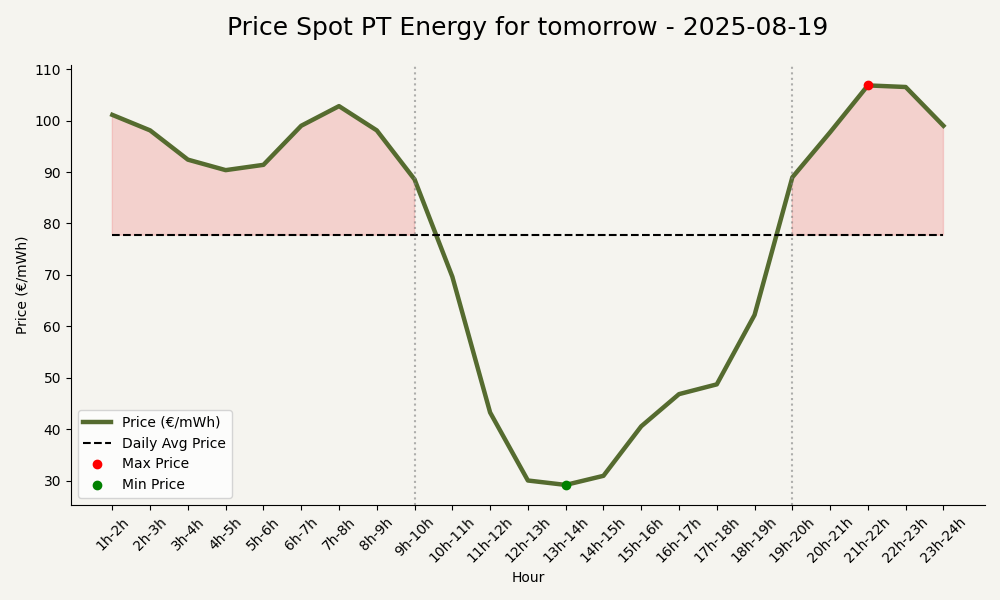 Price Spot PT Energy for tomorrow - 2025-08-19
Price (€/mWh)
110
100
90
80
70
60
50
40
30
Price (€/mWh)
Daily Avg Price
Max Price
Min Price
1h-2h
2h-3h
3h-4h
4h-5h
5h-6h
6h-7h
7h-8h
8h-9h
9h-10h
10h-11h
11h-12h
12h-13h
13h-14h
14h-15h
15h-16h
16h-17h
17h-18h
18h-19h
19h-20h
20h-21h
21h-22h
22h-23h
23h-24h
Hour